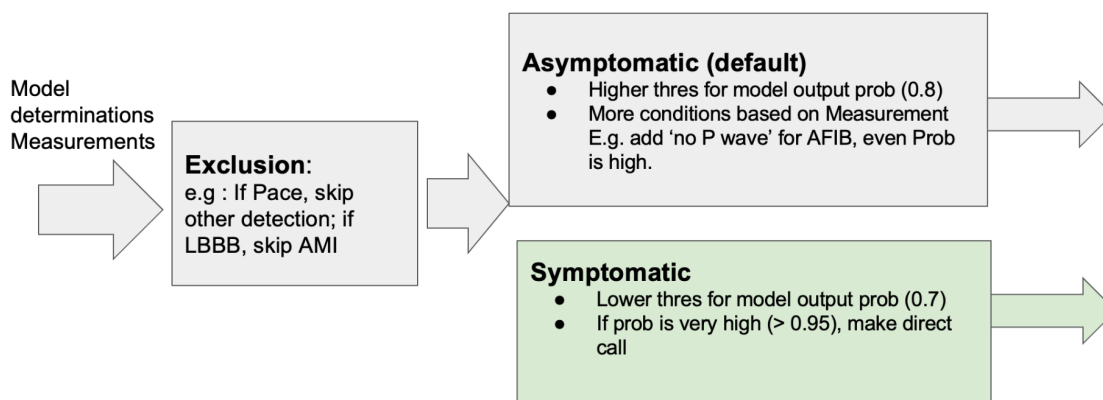 Model
determinations
Measurements
Exclusion:
e.g : If Pace, skip
other detection; if
LBBB, skip AMI
Asymptomatic (default)
● Higher thres for model output prob (0.8)
● More conditions based on Measurement
E.g. add ‘no P wave’ for AFIB, even Prob
is high.
Symptomatic
● Lower thres for model output prob (0.7)
● If prob is very high (> 0.95), make direct
call